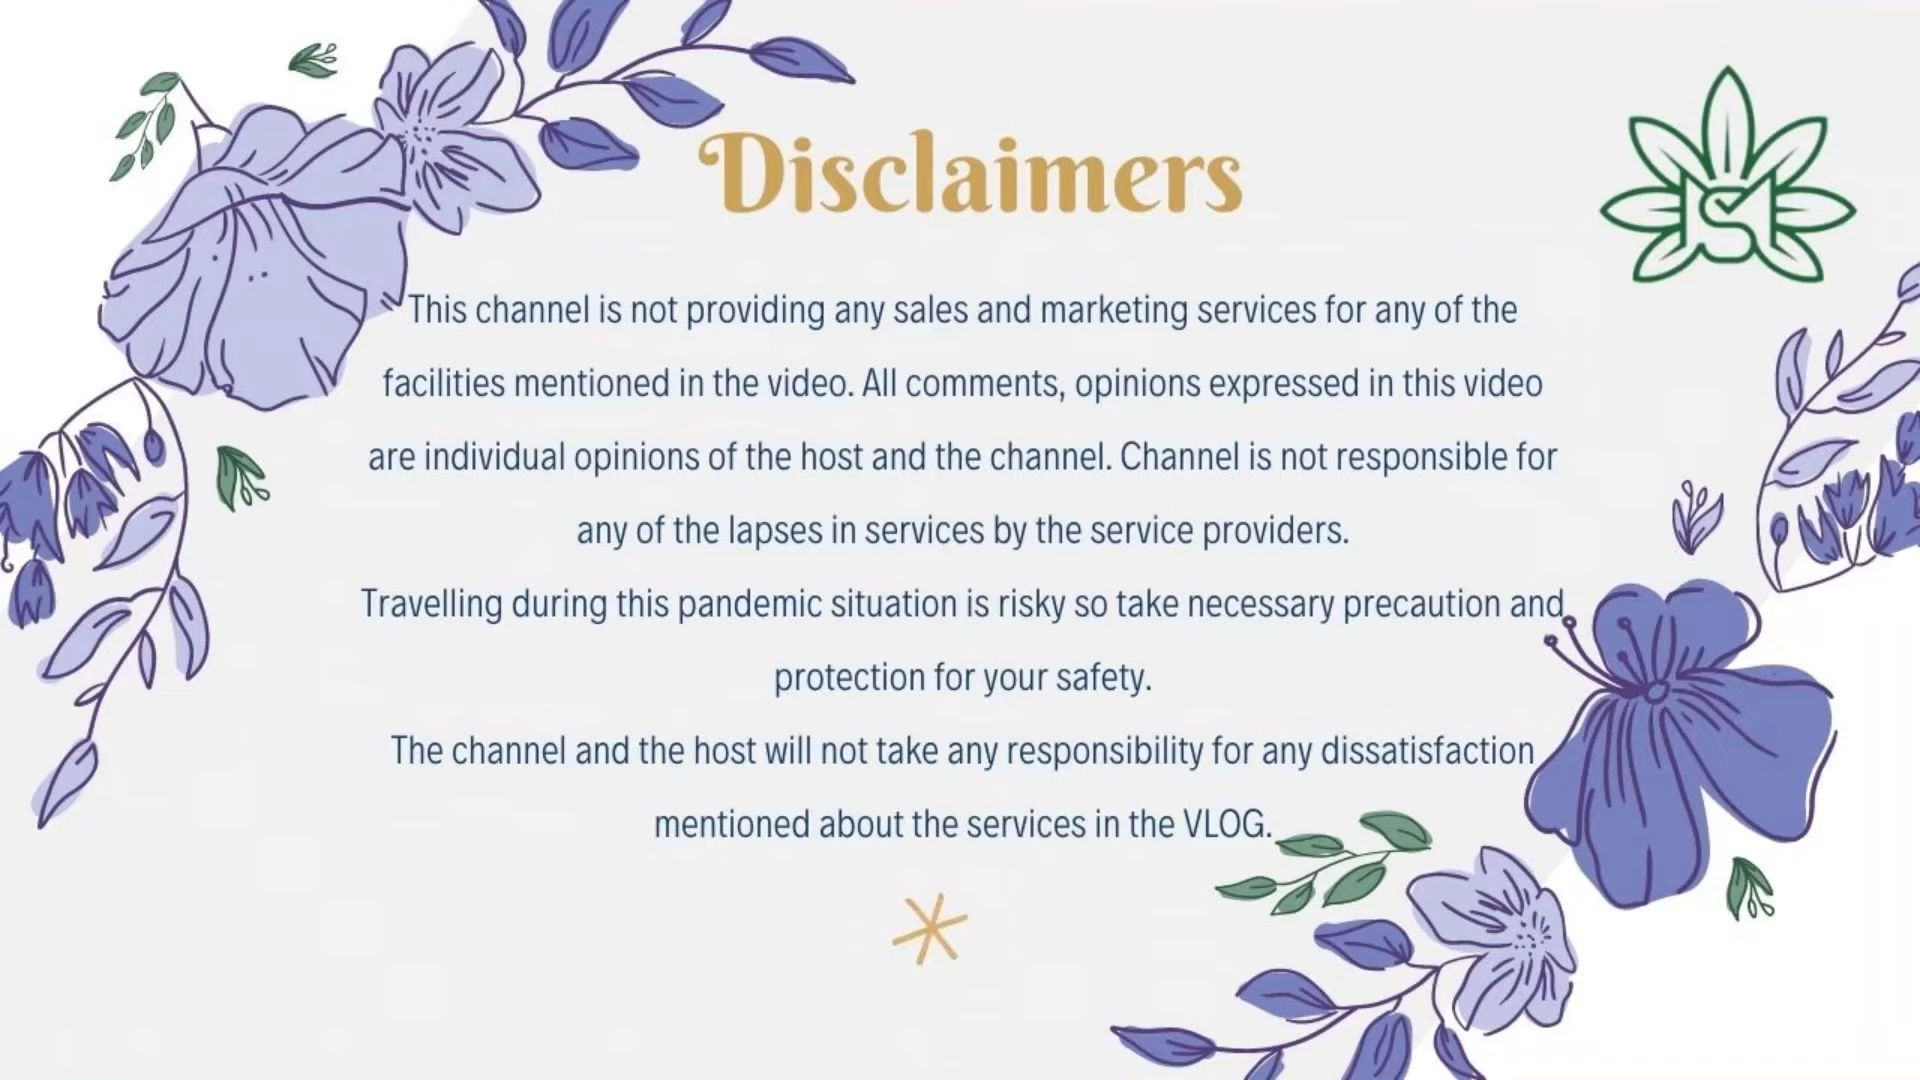 Disclaimers
This channel is not providing any sales and marketing services for any of the
facilities mentioned in the video. All comments, opinions expressed in this video
are individual opinions of the host and the channel. Channel is not responsible for
any of the lapses in services by the service providers.
Travelling during this pandemic situation is risky so take necessary precaution and
protection for your safety.
The channel and the host will not take any responsibility for any dissatisfaction
mentioned about the services in the VLOG.